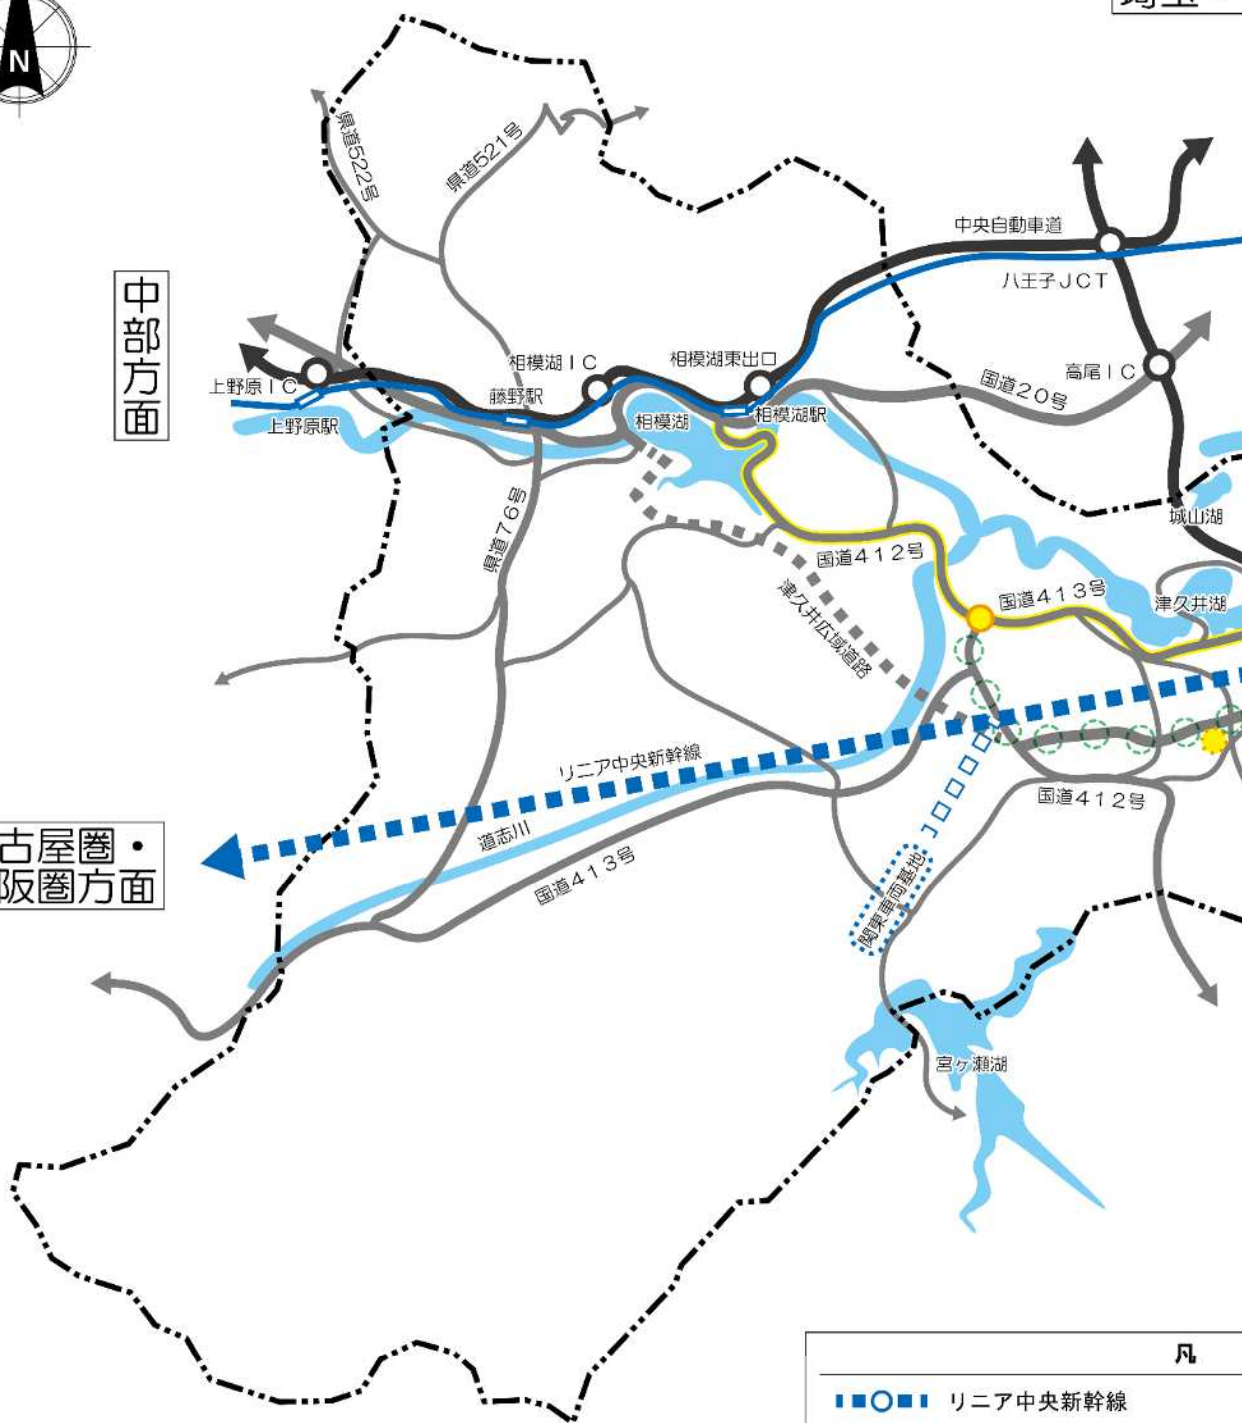 N
県道522号
県道521号
中央自動車道
八王子JCT
中部方面
相模湖IC
相模湖東出口
上野原IC
藤野駅
国道20号
高尾IC
上野原駅
相模湖
相模湖駅
県道76号
城山湖
国道412号
国道413号
津久井湖
津久井広域道路
リニア中央新幹線
国道412号
道志川
古屋圏・
阪圏方面
国道413号
関東車両基地
宮ヶ瀬湖
凡
リニア中央新幹線